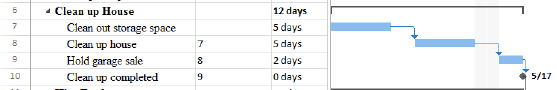 6 Clean up House 12 days
7 Clean out storage space 5 days
8 Clean up house 7 5 days
9 Hold garage sale 8 2 days
10 Clean up completed 9 0 days 5/17